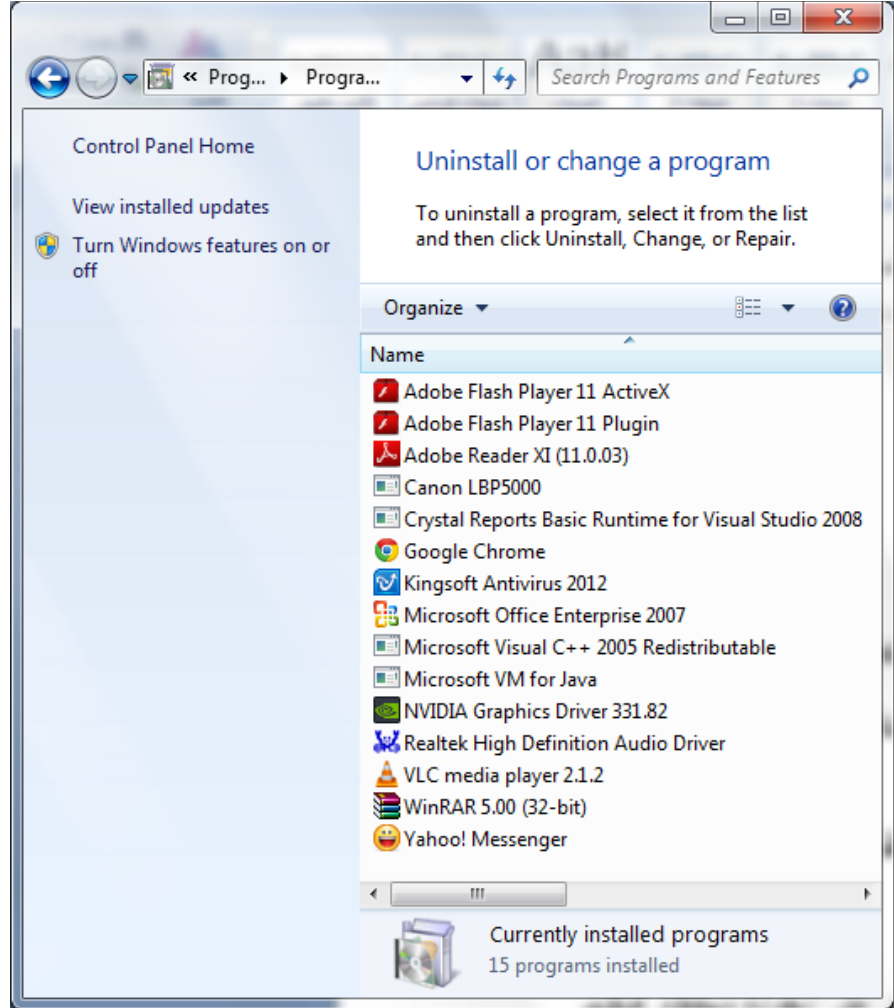 « Prog... Progra...
Search Programs and Features
Control Panel Home
View installed updates
Turn Windows features on or
off
Uninstall or change a program
To uninstall a program, select it from the list
and then click Uninstall, Change, or Repair.
Organize
Name
Adobe Flash Player 11 ActiveX
Adobe Flash Player 11 Plugin
Adobe Reader XI (11.0.03)
Canon LBP5000
Crystal Reports Basic Runtime for Visual Studio 2008
Google Chrome
Kingsoft Antivirus 2012
Microsoft Office Enterprise 2007
Microsoft Visual C++ 2005 Redistributable
Microsoft VM for Java
NVIDIA Graphics Driver 331.82
Realtek High Definition Audio Driver
VLC media player 2.1.2
WinRAR 5.00 (32-bit)
Yahoo! Messenger
Currently installed programs
15 programs installed